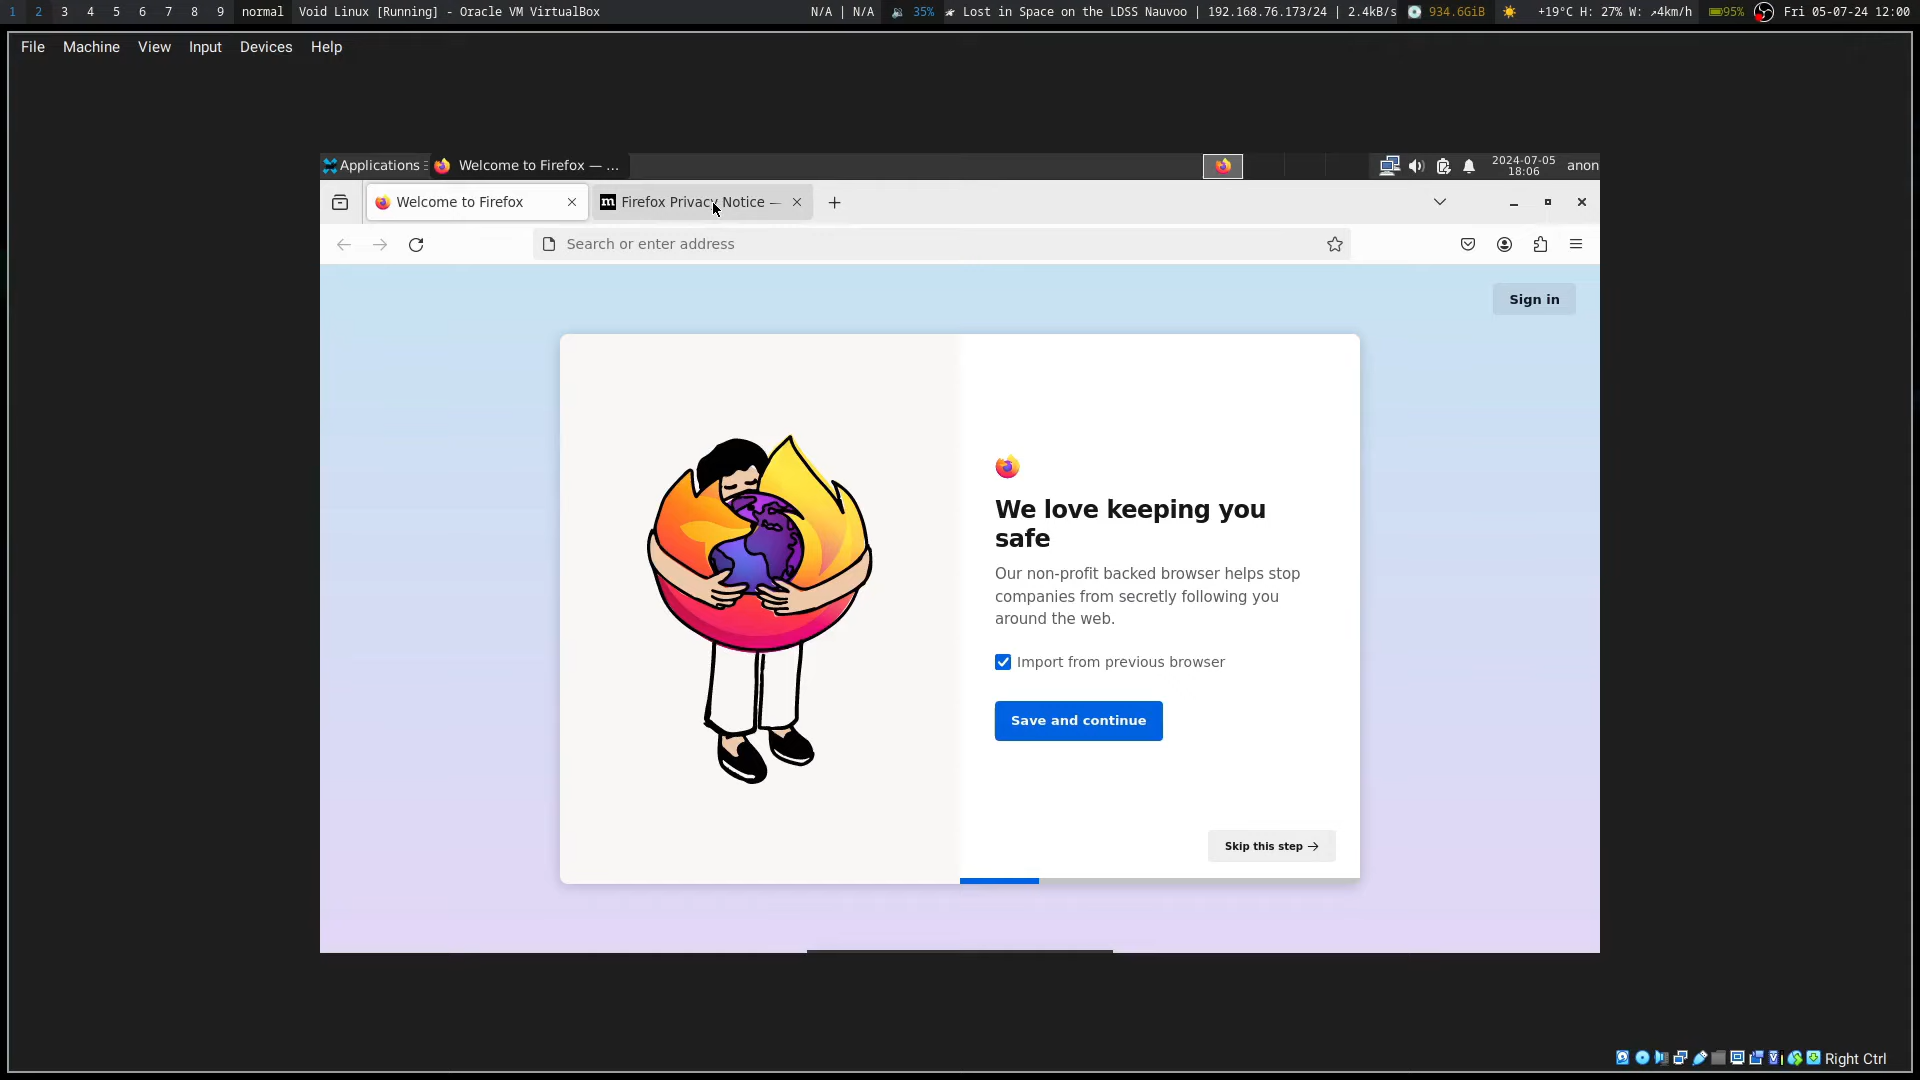 1 2 3 4 5 6 7 8 9 normal Void Linux [Running] - Oracle VM VirtualBox N/A | N/A 35% Lost in Space on the LDSS Nauvoo | 192.168.76.173/24 | 2.4kB/s 934.6GiB +19°C H: 27% W: ↗4km/h 95% Fri 05-07-24 12:00
File Machine View Input Devices Help
Applications Welcome to Firefox — ... 2024-07-05 18:06 anon
Welcome to Firefox Firefox Privacy Notice —
Search or enter address
Sign in
We love keeping you
safe
Our non-profit backed browser helps stop
companies from secretly following you
around the web.
Import from previous browser
Save and continue
Skip this step →
Right Ctrl